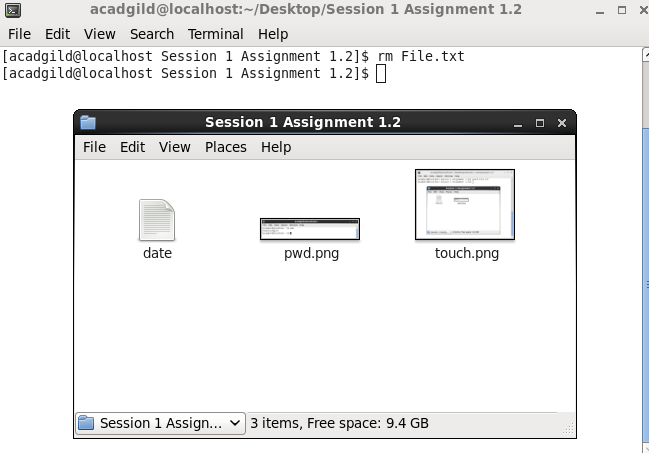 acadgild@localhost:~/Desktop/Session 1 Assignment 1.2
File Edit View Search Terminal Help
[acadgild@localhost Session 1 Assignment 1.2]$ rm File.txt
[acadgild@localhost Session 1 Assignment 1.2]$
Session 1 Assignment 1.2
File Edit View Places Help
date pwd.png touch.png
Session 1 Assign... 3 items, Free space: 9.4 GB